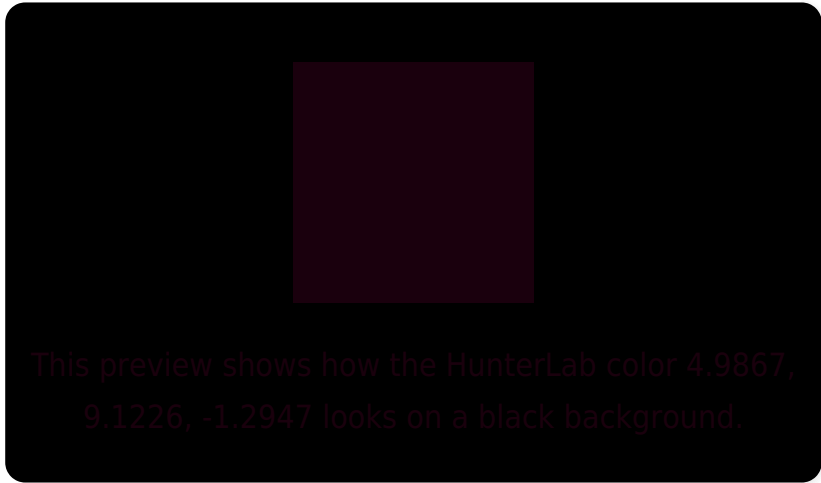 This preview shows how the HunterLab color 4.9867,
9.1226, -1.2947 looks on a black background.